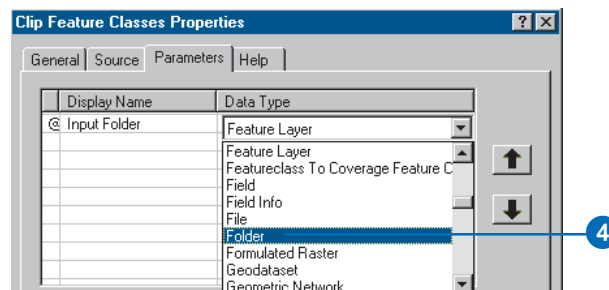 Clip Feature Classes Properties
General Source Parameters Help
Display Name Data Type
Input Folder Feature Layer
Feature Layer
Featureclass To Coverage Feature C
Field
Field Info
File
Folder
4
Formulated Raster
Geodataset
Geometric Network